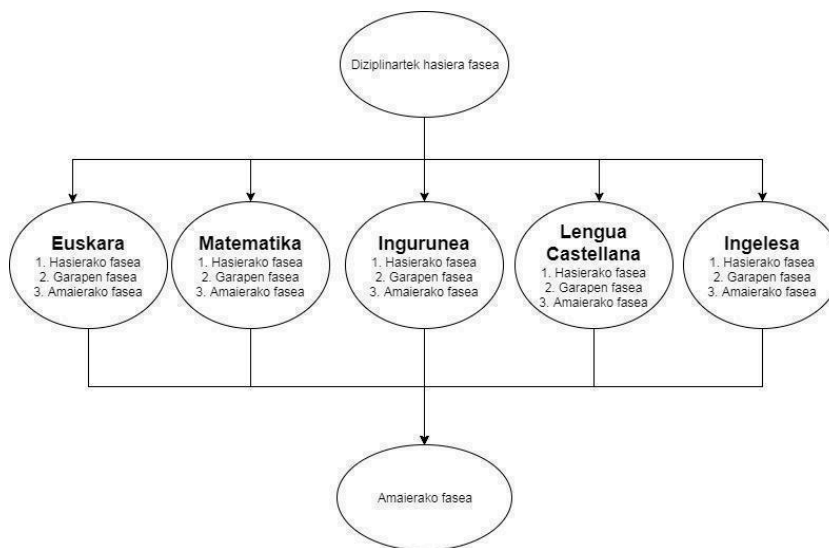 Diziplinartek hasiera fasea
Euskara
1. Hasierako fasea
2. Garapen fasea
3. Amaierako fasea
Matematika
1. Hasierako fasea
2. Garapen fasea
3. Amaierako fasea
Ingurunea
1. Hasierako fasea
2. Garapen fasea
3. Amaierako fasea
Lengua
Castellana
1. Hasierako fasea
2. Garapen fasea
3. Amaierako fasea
Ingelesa
1. Hasierako fasea
2. Garapen fasea
3. Amaierako fasea
Amaierako fasea